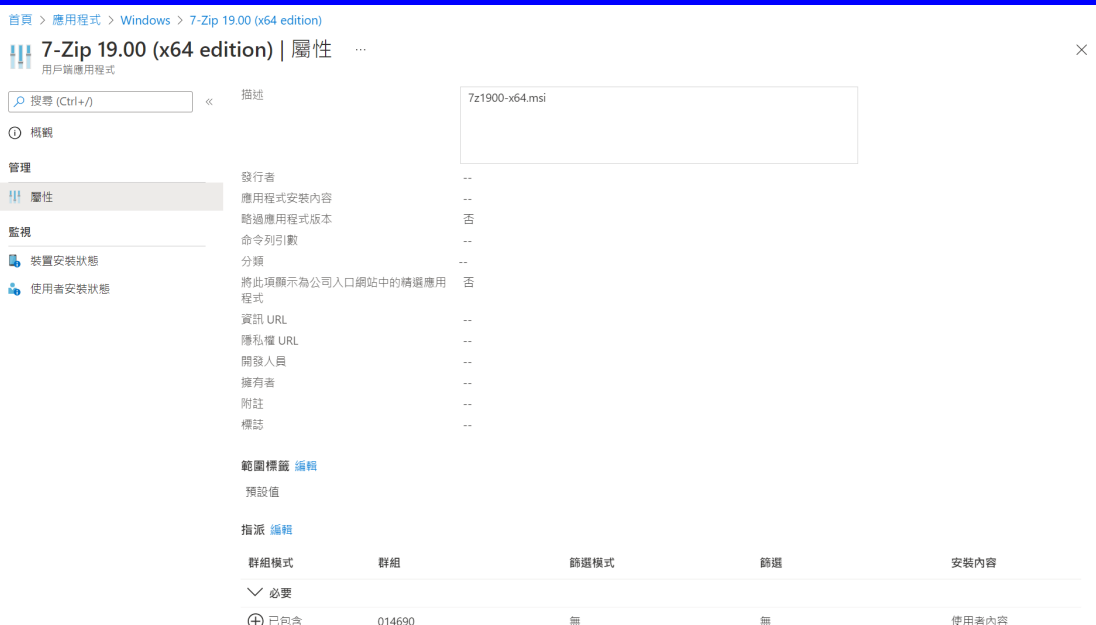 首頁 > 應用程式 > Windows > 7-Zip 19.00 (x64 edition)
7-Zip 19.00 (x64 edition) | 屬性 ...
用戶端應用程式
搜尋 (Ctrl+/) «
概觀
管理
屬性
監視
裝置安裝狀態
使用者安裝狀態
描述 7z1900-x64.msi
發行者 --
應用程式安裝內容 --
略過應用程式版本 否
命令列引數 --
分類 --
將此項顯示為公司入口網站中的精選應用 否
程式
資訊 URL --
隱私權 URL --
開發人員 --
擁有者 --
附註 --
標誌 --
範圍標籤 編輯
預設值
指派 編輯
群組模式 群組 篩選模式 篩選 安裝內容
必要
已包含 014690 無 無 使用者內容